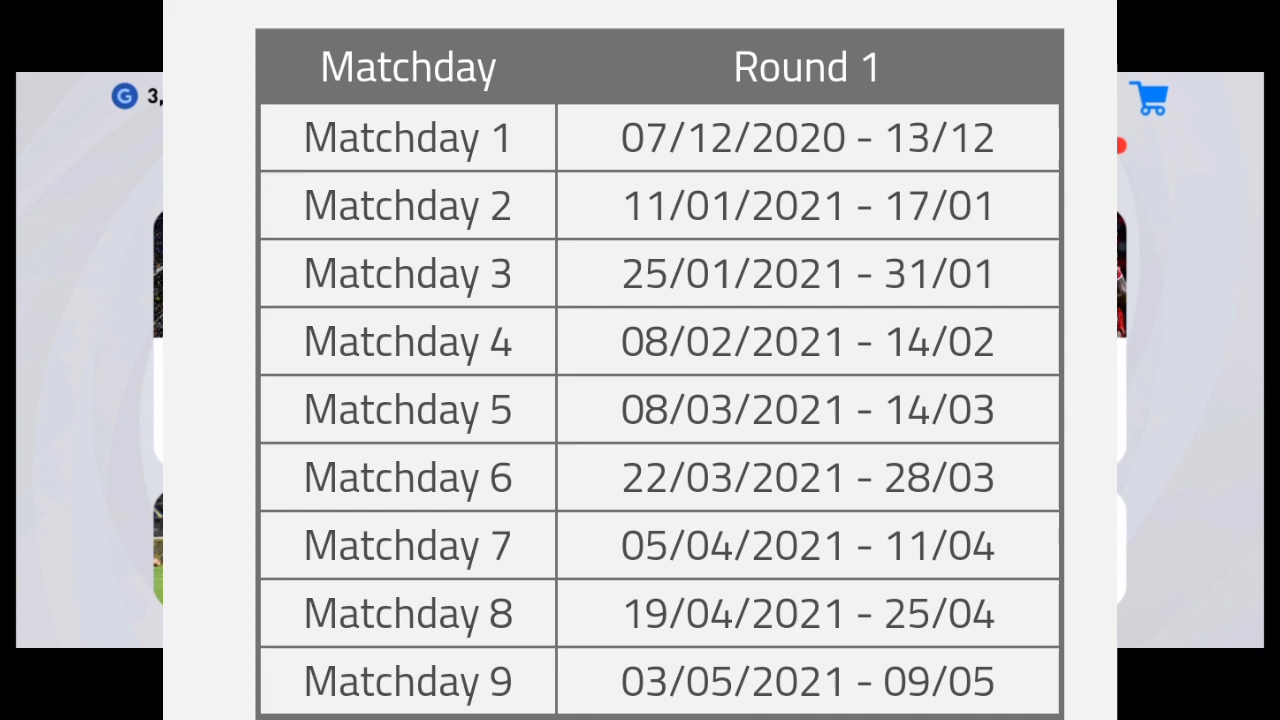 Matchday Round 1
G 3,
Matchday 1 07/12/2020 - 13/12
Matchday 2 11/01/2021 - 17/01
Matchday 3 25/01/2021 - 31/01
Matchday 4 08/02/2021 - 14/02
Matchday 5 08/03/2021 - 14/03
Matchday 6 22/03/2021 - 28/03
Matchday 7 05/04/2021 - 11/04
Matchday 8 19/04/2021 - 25/04
Matchday 9 03/05/2021 - 09/05